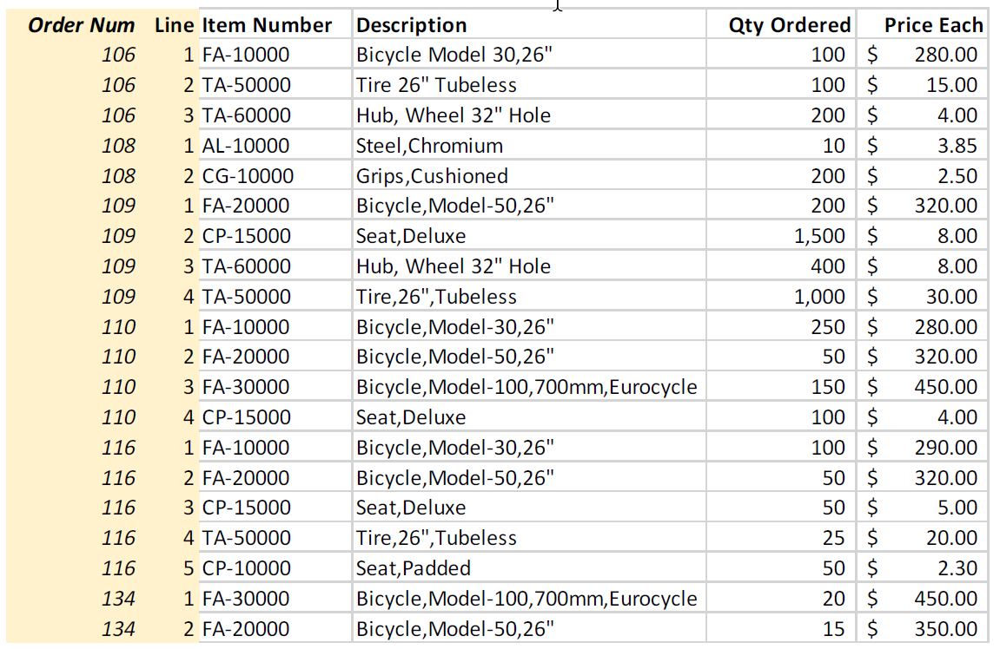 Order Num Line Item Number Description Qty Ordered Price Each
106 1 FA-10000 Bicycle Model 30,26" 100 $ 280.00
106 2 TA-50000 Tire 26" Tubeless 100 $ 15.00
106 3 TA-60000 Hub, Wheel 32" Hole 200 $ 4.00
108 1 AL-10000 Steel,Chromium 10 $ 3.85
108 2 CG-10000 Grips,Cushioned 200 $ 2.50
109 1 FA-20000 Bicycle,Model-50,26" 200 $ 320.00
109 2 CP-15000 Seat,Deluxe 1,500 $ 8.00
109 3 TA-60000 Hub, Wheel 32" Hole 400 $ 8.00
109 4 TA-50000 Tire,26",Tubeless 1,000 $ 30.00
110 1 FA-10000 Bicycle,Model-30,26" 250 $ 280.00
110 2 FA-20000 Bicycle,Model-50,26" 50 $ 320.00
110 3 FA-30000 Bicycle,Model-100,700mm,Eurocycle 150 $ 450.00
110 4 CP-15000 Seat,Deluxe 100 $ 4.00
116 1 FA-10000 Bicycle,Model-30,26" 100 $ 290.00
116 2 FA-20000 Bicycle,Model-50,26" 50 $ 320.00
116 3 CP-15000 Seat,Deluxe 50 $ 5.00
116 4 TA-50000 Tire,26",Tubeless 25 $ 20.00
116 5 CP-10000 Seat,Padded 50 $ 2.30
134 1 FA-30000 Bicycle,Model-100,700mm,Eurocycle 20 $ 450.00
134 2 FA-20000 Bicycle,Model-50,26" 15 $ 350.00